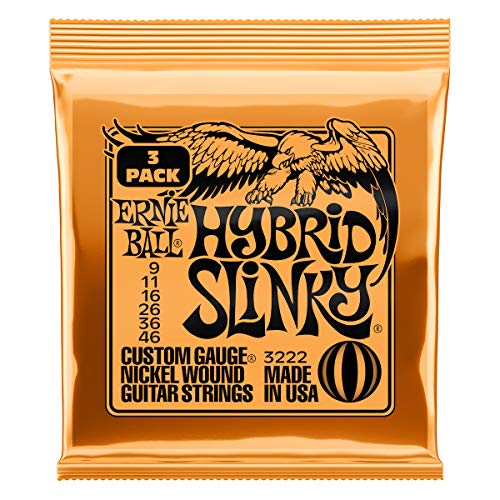 3
PACK
ERNIE
BALL®
HYBRID
SLINKY®
9
11
16
26
36
46
CUSTOM GAUGE®
NICKEL WOUND
GUITAR STRINGS
3222
MADE
IN USA